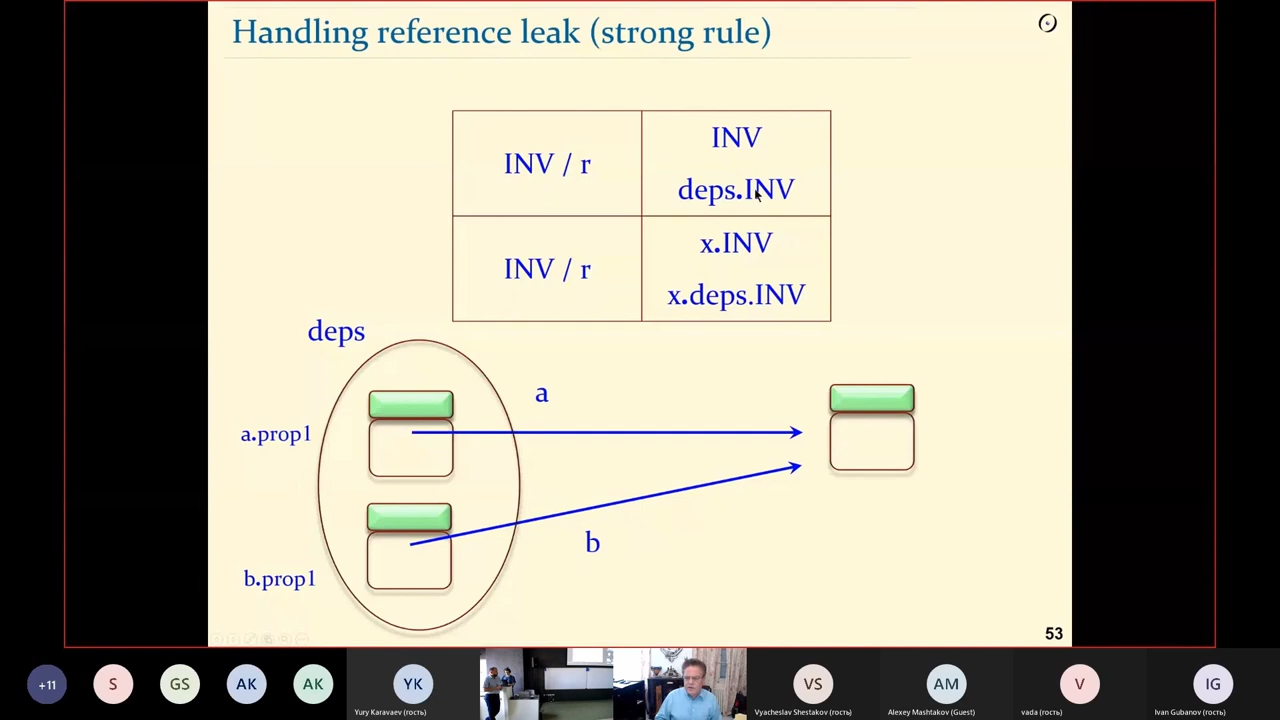 Handling reference leak (strong rule)
INV / r
INV
deps.INV
INV / r
x.INV
x.deps.INV
deps
a
a.prop1
b
b.prop1
53
+11
S
GS
AK
AK
YK
VS
AM
V
IG
Yury Karavaev (гость)
Vyacheslav Shestakov (гость)
Alexey Mashtakov (Guest)
vada (гость)
Ivan Gubanov (гость)